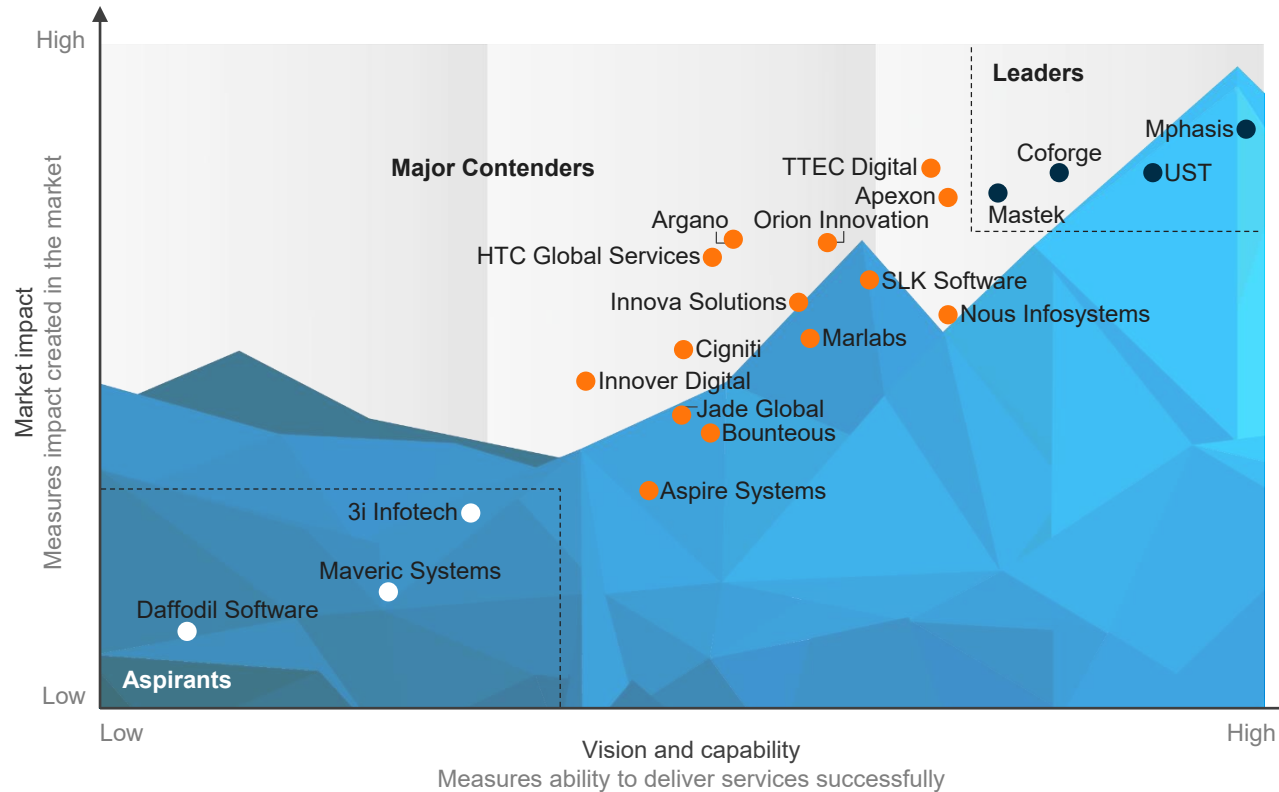 High
Leaders
Mphasis
Coforge
UST
Major Contenders
TTEC Digital
Apexon
Mastek
Argano
Orion Innovation
HTC Global Services
SLK Software
Innova Solutions
Nous Infosystems
Marlabs
Cigniti
Innover Digital
Jade Global
Bounteous
Aspire Systems
3i Infotech
Maveric Systems
Daffodil Software
Aspirants
Market impact
Measures impact created in the market
Low
Low
High
Vision and capability
Measures ability to deliver services successfully